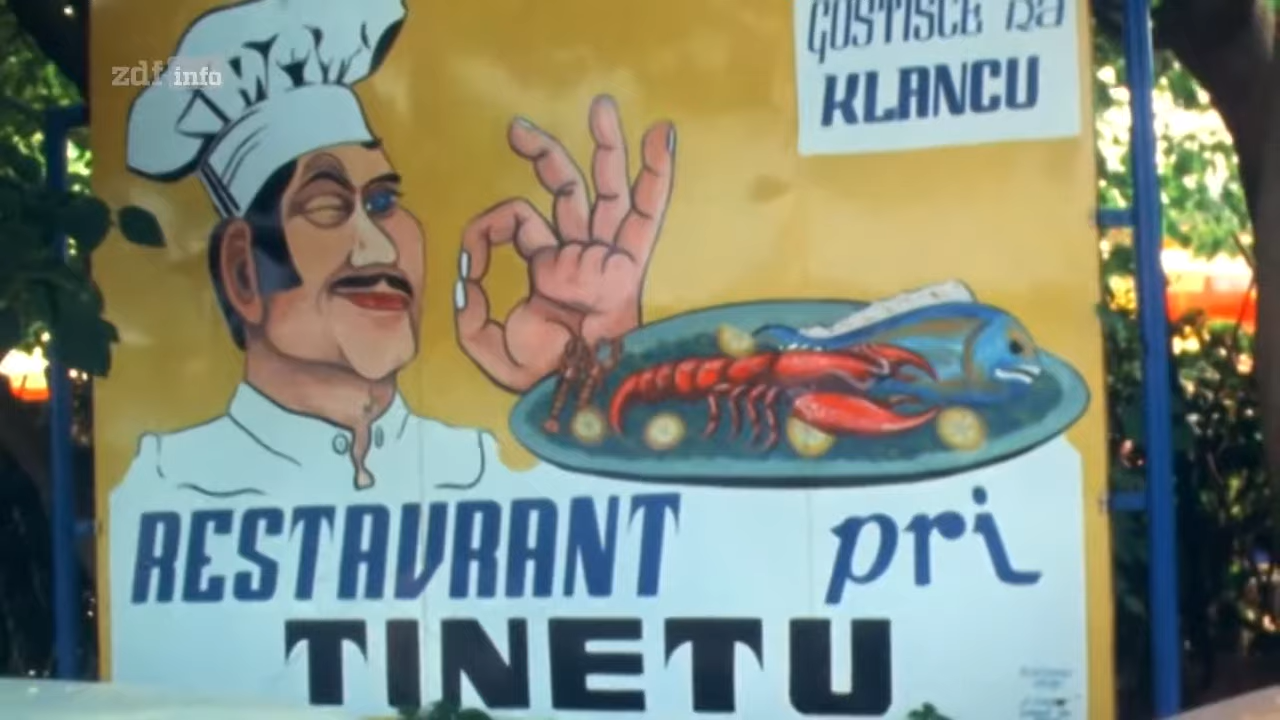 zdf info
GOSTIŠČE na
KLANCU
RESTAVRANT pri
TINETU